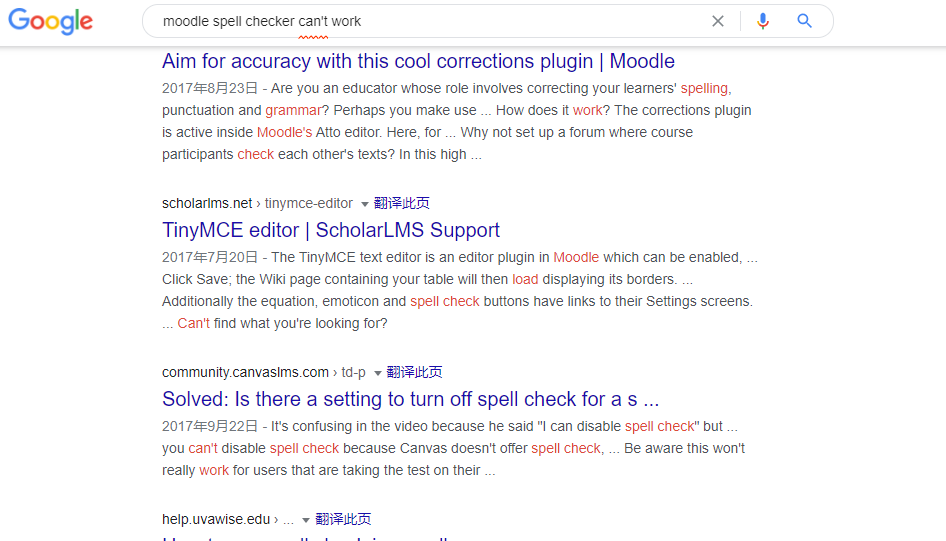 Google
moodle spell checker can't work
Aim for accuracy with this cool corrections plugin | Moodle
2017年8月23日 - Are you an educator whose role involves correcting your learners' spelling,
punctuation and grammar? Perhaps you make use ... How does it work? The corrections plugin
is active inside Moodle's Atto editor. Here, for ... Why not set up a forum where course
participants check each other's texts? In this high ...
scholarlms.net › tinymce-editor 翻译此页
TinyMCE editor | ScholarLMS Support
2017年7月20日 - The TinyMCE text editor is an editor plugin in Moodle which can be enabled, ...
Click Save; the Wiki page containing your table will then load displaying its borders. ...
Additionally the equation, emoticon and spell check buttons have links to their Settings screens.
... Can't find what you're looking for?
community.canvaslms.com › td-p 翻译此页
Solved: Is there a setting to turn off spell check for a s ...
2017年9月22日 - It's confusing in the video because he said "I can disable spell check" but ...
you can't disable spell check because Canvas doesn't offer spell check, ... Be aware this won't
really work for users that are taking the test on their ...
help.uvawise.edu › ... 翻译此页